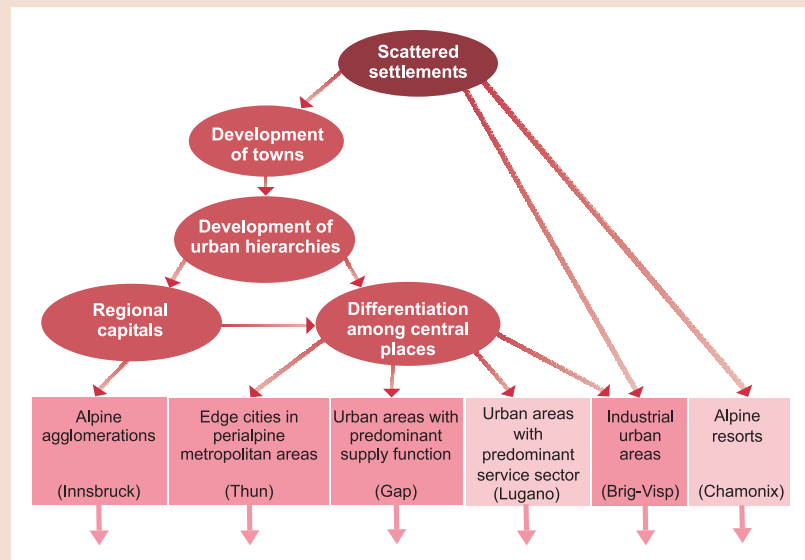 Scattered
settlements
Development
of towns
Development of
urban hierarchies
Regional
capitals
Differentiation
among central
places
Alpine
agglomerations
(Innsbruck)
Edge cities in
perialpine
metropolitan areas
(Thun)
Urban areas with
predominant
supply function
(Gap)
Urban areas
with
predominant
service sector
(Lugano)
Industrial
urban
areas
(Brig-Visp)
Alpine
resorts
(Chamonix)